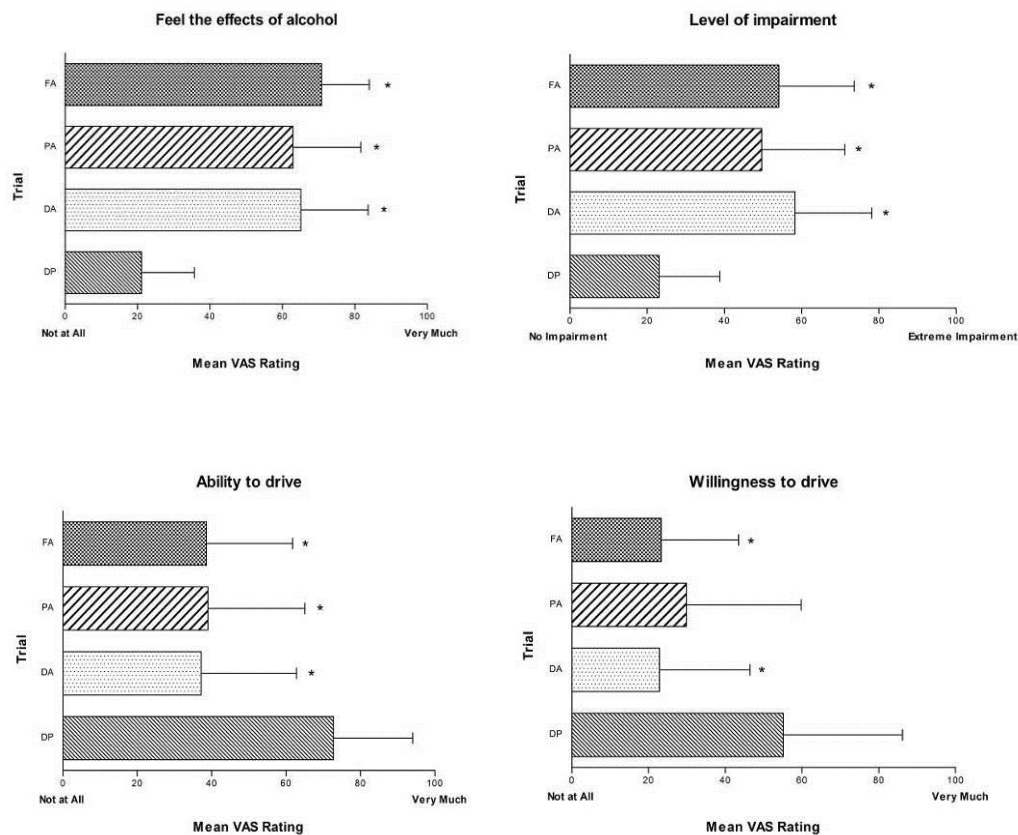 Feel the effects of alcohol
Trial
FA
*
PA
*
DA
*
DP
0 20 40 60 80 100
Not at All Very Much
Mean VAS Rating
Level of impairment
Trial
FA
*
PA
*
DA
*
DP
0 20 40 60 80 100
No Impairment Extreme Impairment
Mean VAS Rating
Ability to drive
Trial
FA
*
PA
*
DA
*
DP
0 20 40 60 80 100
Not at All Very Much
Mean VAS Rating
Willingness to drive
Trial
FA
*
PA
DA
*
DP
0 20 40 60 80 100
Not at All Very Much
Mean VAS Rating